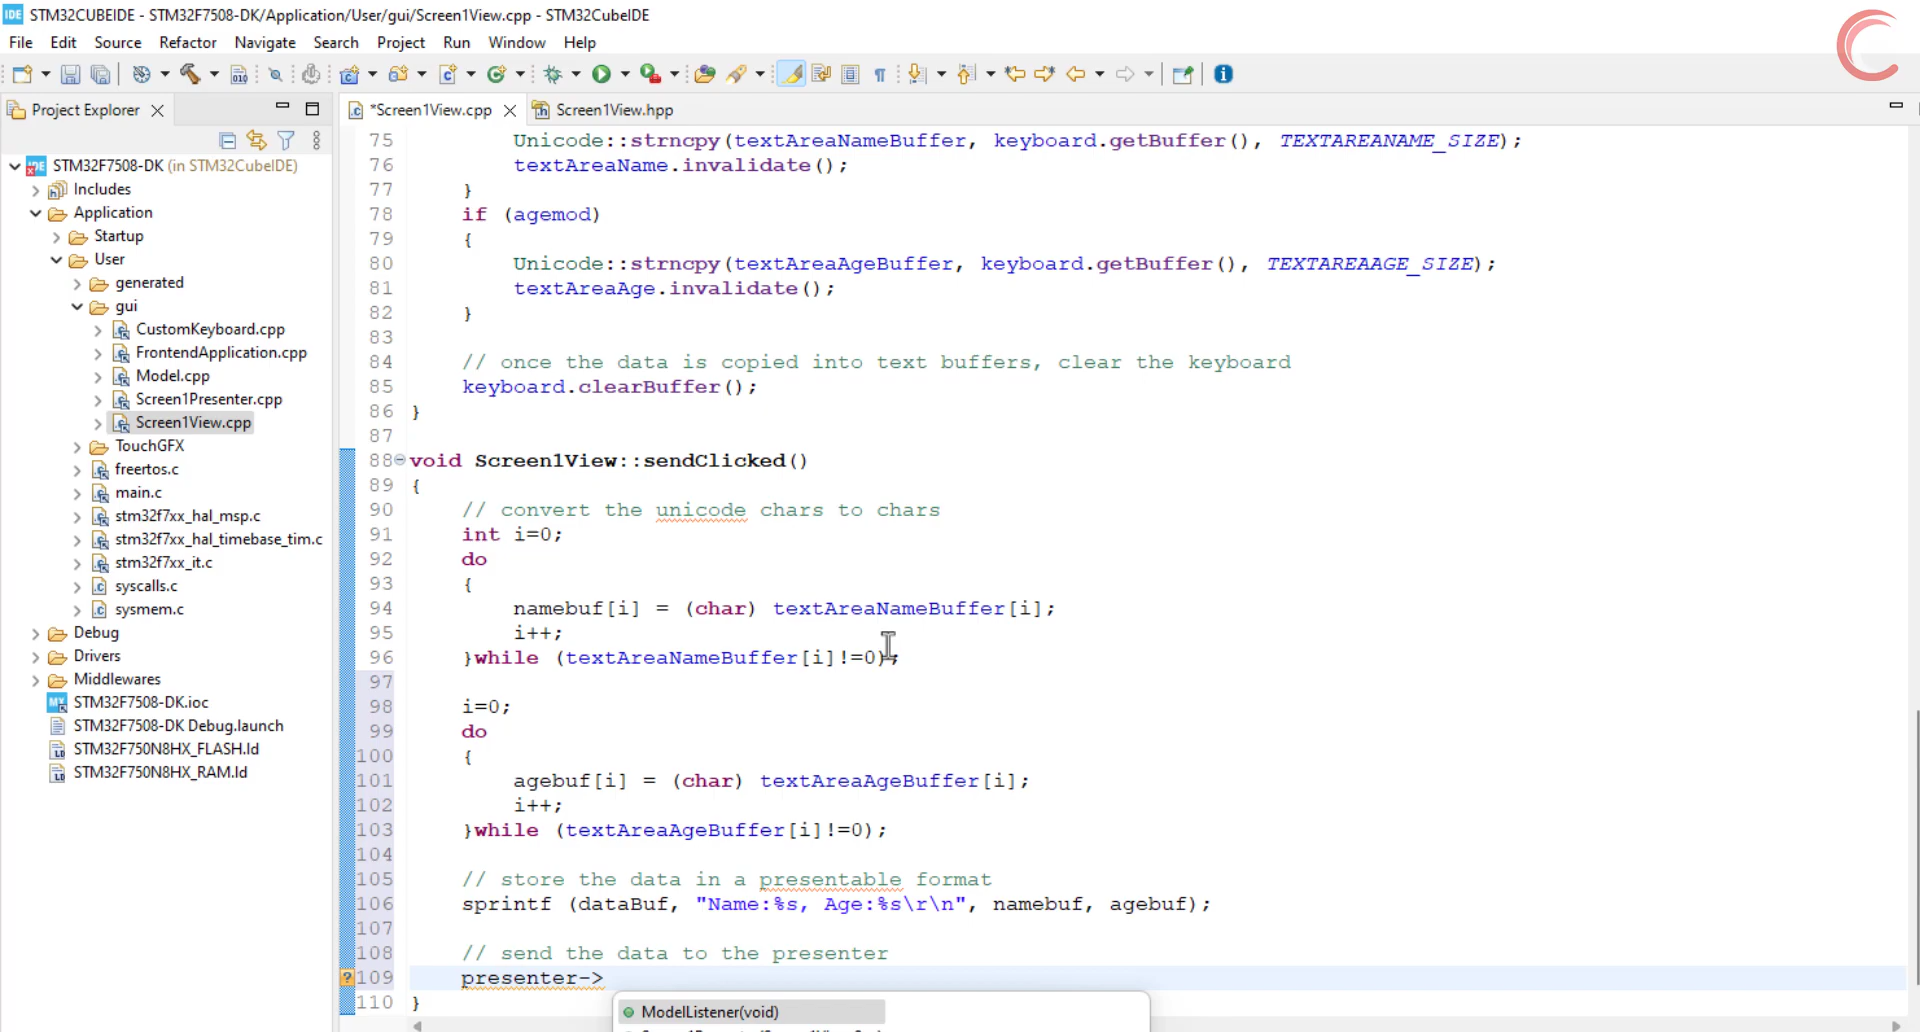 IDE STM32CUBEIDE - STM32F7508-DK/Application/User/gui/Screen1View.cpp - STM32CubeIDE
File Edit Source Refactor Navigate Search Project Run Window Help
Project Explorer
*Screen1View.cpp
Screen1View.hpp
STM32F7508-DK (in STM32CubeIDE)
Includes
Application
Startup
User
generated
gui
CustomKeyboard.cpp
FrontendApplication.cpp
Model.cpp
Screen1Presenter.cpp
Screen1View.cpp
TouchGFX
freertos.c
main.c
stm32f7xx_hal_msp.c
stm32f7xx_hal_timebase_tim.c
stm32f7xx_it.c
syscalls.c
sysmem.c
Debug
Drivers
Middlewares
STM32F7508-DK.ioc
STM32F7508-DK Debug.launch
STM32F750N8HX_FLASH.ld
STM32F750N8HX_RAM.ld
75 Unicode::strncpy(textAreaNameBuffer, keyboard.getBuffer(), TEXTAREANAME_SIZE);
76 textAreaName.invalidate();
77 }
78 if (agemod)
79 {
80 Unicode::strncpy(textAreaAgeBuffer, keyboard.getBuffer(), TEXTAREAAGE_SIZE);
81 textAreaAge.invalidate();
82 }
83
84 // once the data is copied into text buffers, clear the keyboard
85 keyboard.clearBuffer();
86 }
87
88 void Screen1View::sendClicked()
89 {
90 // convert the unicode chars to chars
91 int i=0;
92 do
93 {
94 namebuf[i] = (char) textAreaNameBuffer[i];
95 i++;
96 }while (textAreaNameBuffer[i]!=0);
97
98 i=0;
99 do
100 {
101 agebuf[i] = (char) textAreaAgeBuffer[i];
102 i++;
103 }while (textAreaAgeBuffer[i]!=0);
104
105 // store the data in a presentable format
106 sprintf (dataBuf, "Name:%s, Age:%s\r\n", namebuf, agebuf);
107
108 // send the data to the presenter
109 presenter->
110 }
ModelListener(void)